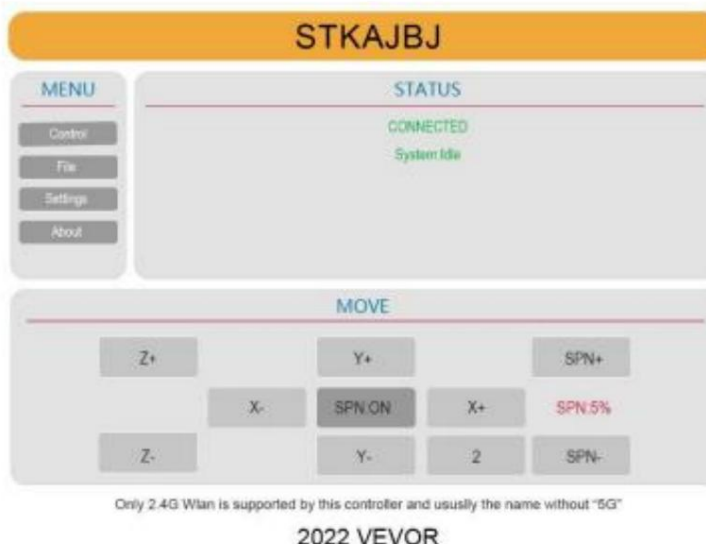 STKAJBJ
MENU
Control
File
Settings
About
STATUS
CONNECTED
System:Idle
MOVE
Z+ Y+ SPN+
X- SPN:ON X+ SPN:5%
Z- Y- 2 SPN-
Only 2.4G Wlan is supported by this controller and ususlly the name without "5G"
2022 VEVOR